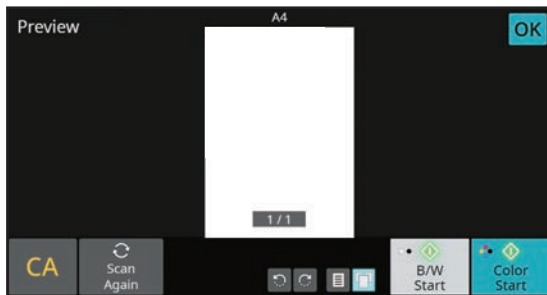 Preview
A4
OK
1 / 1
CA
Scan
Again
B/W
Start
Color
Start